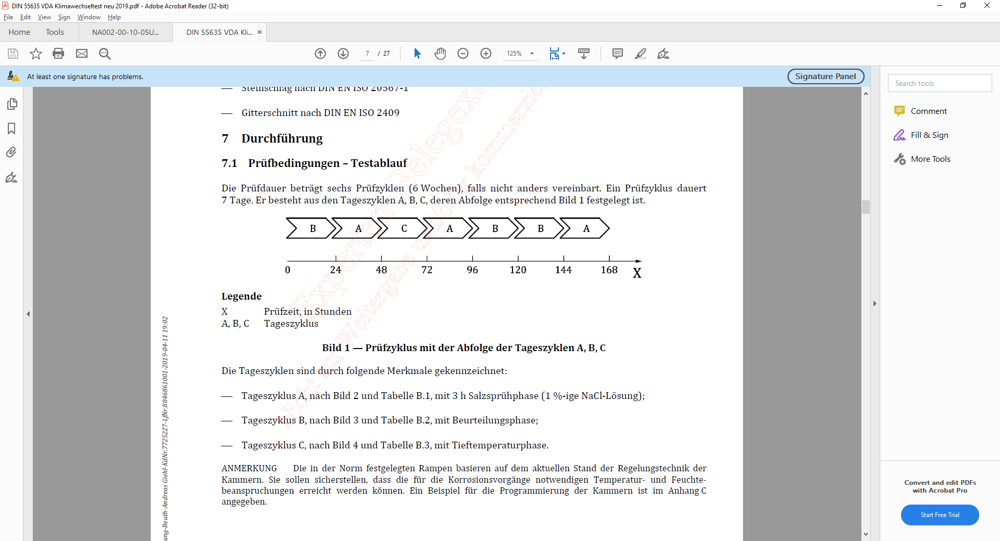 DIN 55635 VDA Klimawechseltest neu 2019.pdf - Adobe Acrobat Reader (32-bit)
File Edit View Sign Window Help
Home Tools NA002-00-10-05U... DIN 55635 VDA Kli...
7 / 27 125%
At least one signature has problems. Signature Panel
Search tools
Comment
Fill & Sign
More Tools
— Steinschlag nach DIN EN ISO 20567-1
— Gitterschnitt nach DIN EN ISO 2409
7 Durchführung
7.1 Prüfbedingungen – Testablauf
Die Prüfdauer beträgt sechs Prüfzyklen (6 Wochen), falls nicht anders vereinbart. Ein Prüfzyklus dauert
7 Tage. Er besteht aus den Tageszyklen A, B, C, deren Abfolge entsprechend Bild 1 festgelegt ist.
B A C A B B A
0 24 48 72 96 120 144 168 X
Legende
X Prüfzeit, in Stunden
A, B, C Tageszyklus
Bild 1 — Prüfzyklus mit der Abfolge der Tageszyklen A, B, C
Die Tageszyklen sind durch folgende Merkmale gekennzeichnet:
— Tageszyklus A, nach Bild 2 und Tabelle B.1, mit 3 h Salzsprühphase (1 %-ige NaCl-Lösung);
— Tageszyklus B, nach Bild 3 und Tabelle B.2, mit Beurteilungsphase;
— Tageszyklus C, nach Bild 4 und Tabelle B.3, mit Tieftemperaturphase.
ANMERKUNG Die in der Norm festgelegten Rampen basieren auf dem aktuellen Stand der Regelungstechnik der
Kammern. Sie sollen sicherstellen, dass die für die Korrosionsvorgänge notwendigen Temperatur- und Feuchte-
beanspruchungen erreicht werden können. Ein Beispiel für die Programmierung der Kammern ist im Anhang C
angegeben.
ung-Beuth-Andreas Giehl-KdNr.7725227-LfNr.8846861001-2019-04-11 19:02
Experten-Belegex
Nicht zur Weitergabe und/oder kommerzie
Convert and edit PDFs
with Acrobat Pro
Start Free Trial